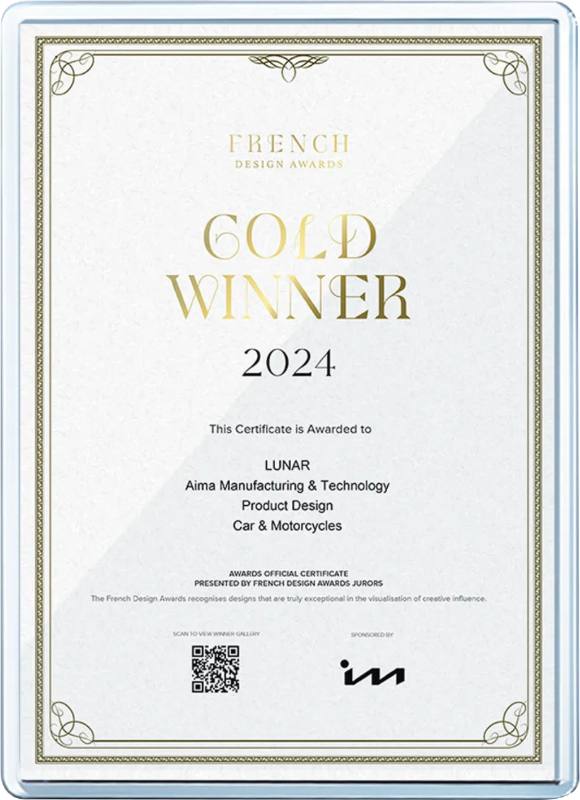 FRENCH
DESIGN AWARDS
GOLD
WINNER
2024
This Certificate is Awarded to
LUNAR
Aima Manufacturing & Technology
Product Design
Car & Motorcycles
AWARDS OFFICIAL CERTIFICATE
PRESENTED BY FRENCH DESIGN AWARDS JURORS
The French Design Awards recognises designs that are truly exceptional in the visualisation of creative influence.
SCAN TO VIEW WINNER GALLERY
SPONSORED BY